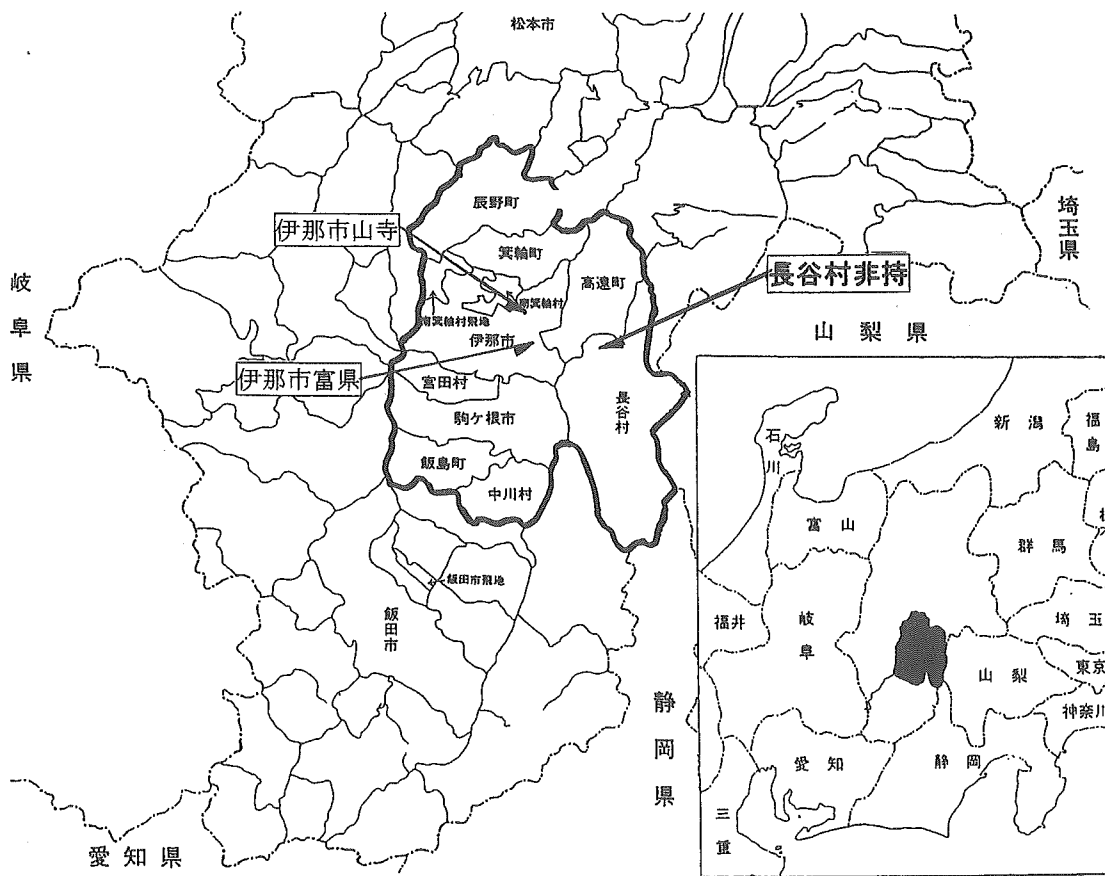 松本市
辰野町
伊那市山寺
箕輪町
高遠町
長谷村非持
埼玉県
岐阜県
南箕輪村
南箕輪村飛地
伊那市
山梨県
伊那市富県
宮田村
駒ケ根市
長谷村
飯島町
中川村
飯田市飛地
飯田市
静岡県
愛知県
石川
新潟
福島
富山
群馬
福井
岐阜
埼玉
山梨
東京
神奈川
愛知
静岡
三重